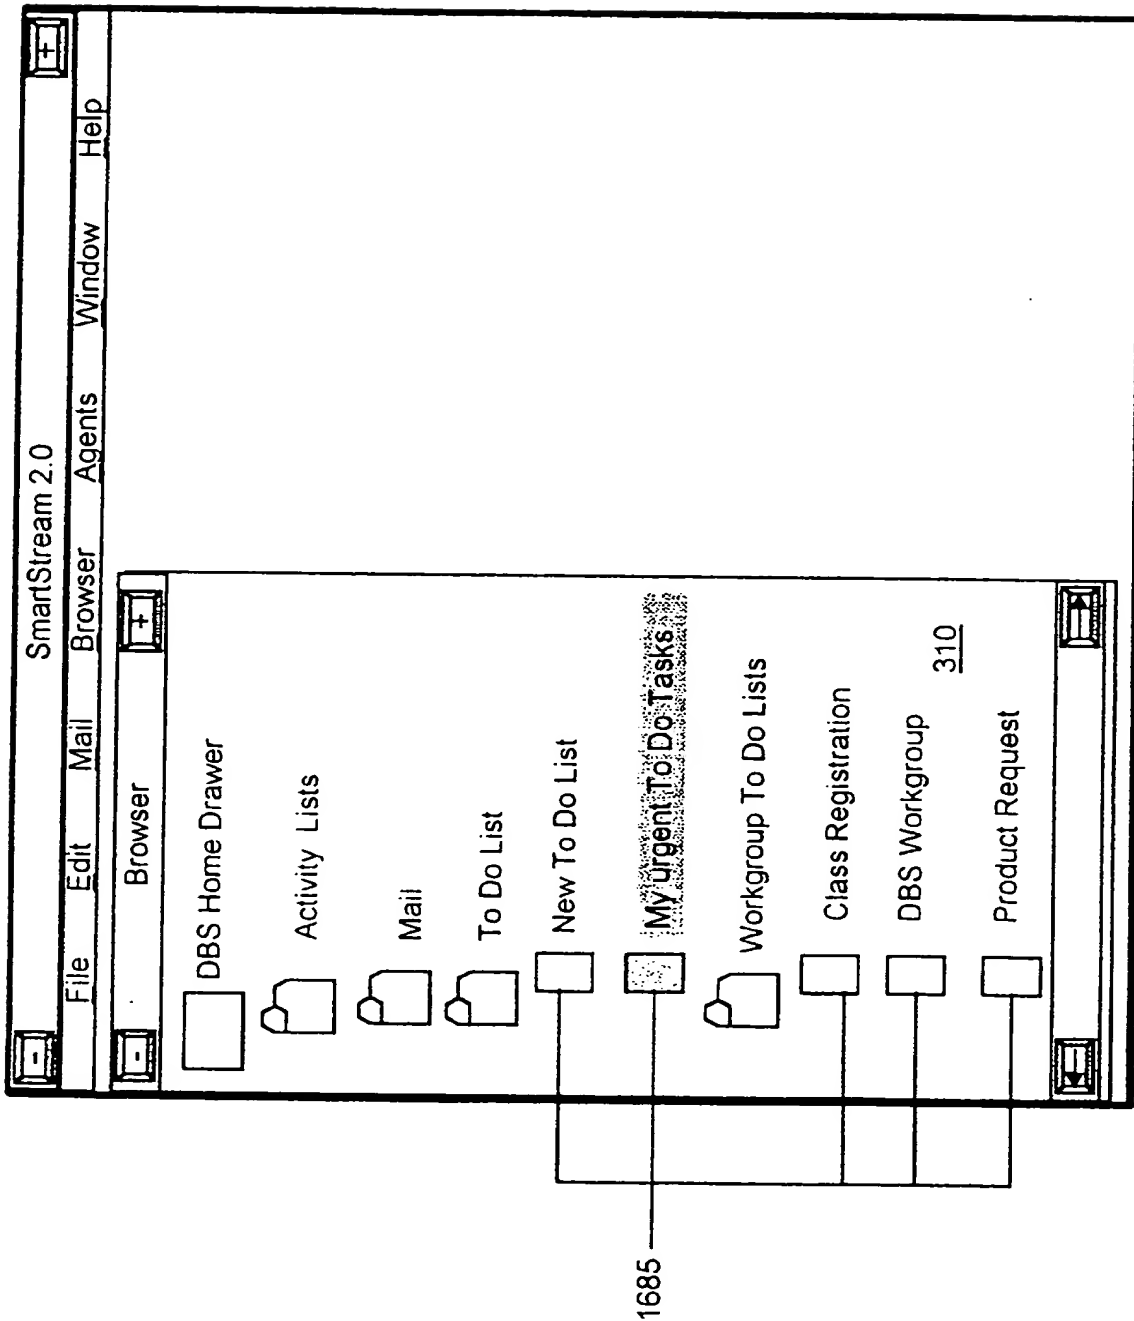 SmartStream 2.0
File Edit Mail Browser Agents Window Help
Browser
DBS Home Drawer
Activity Lists
Mail
To Do List
New To Do List
My urgent To Do Tasks
Workgroup To Do Lists
Class Registration
DBS Workgroup
310
Product Request
1685